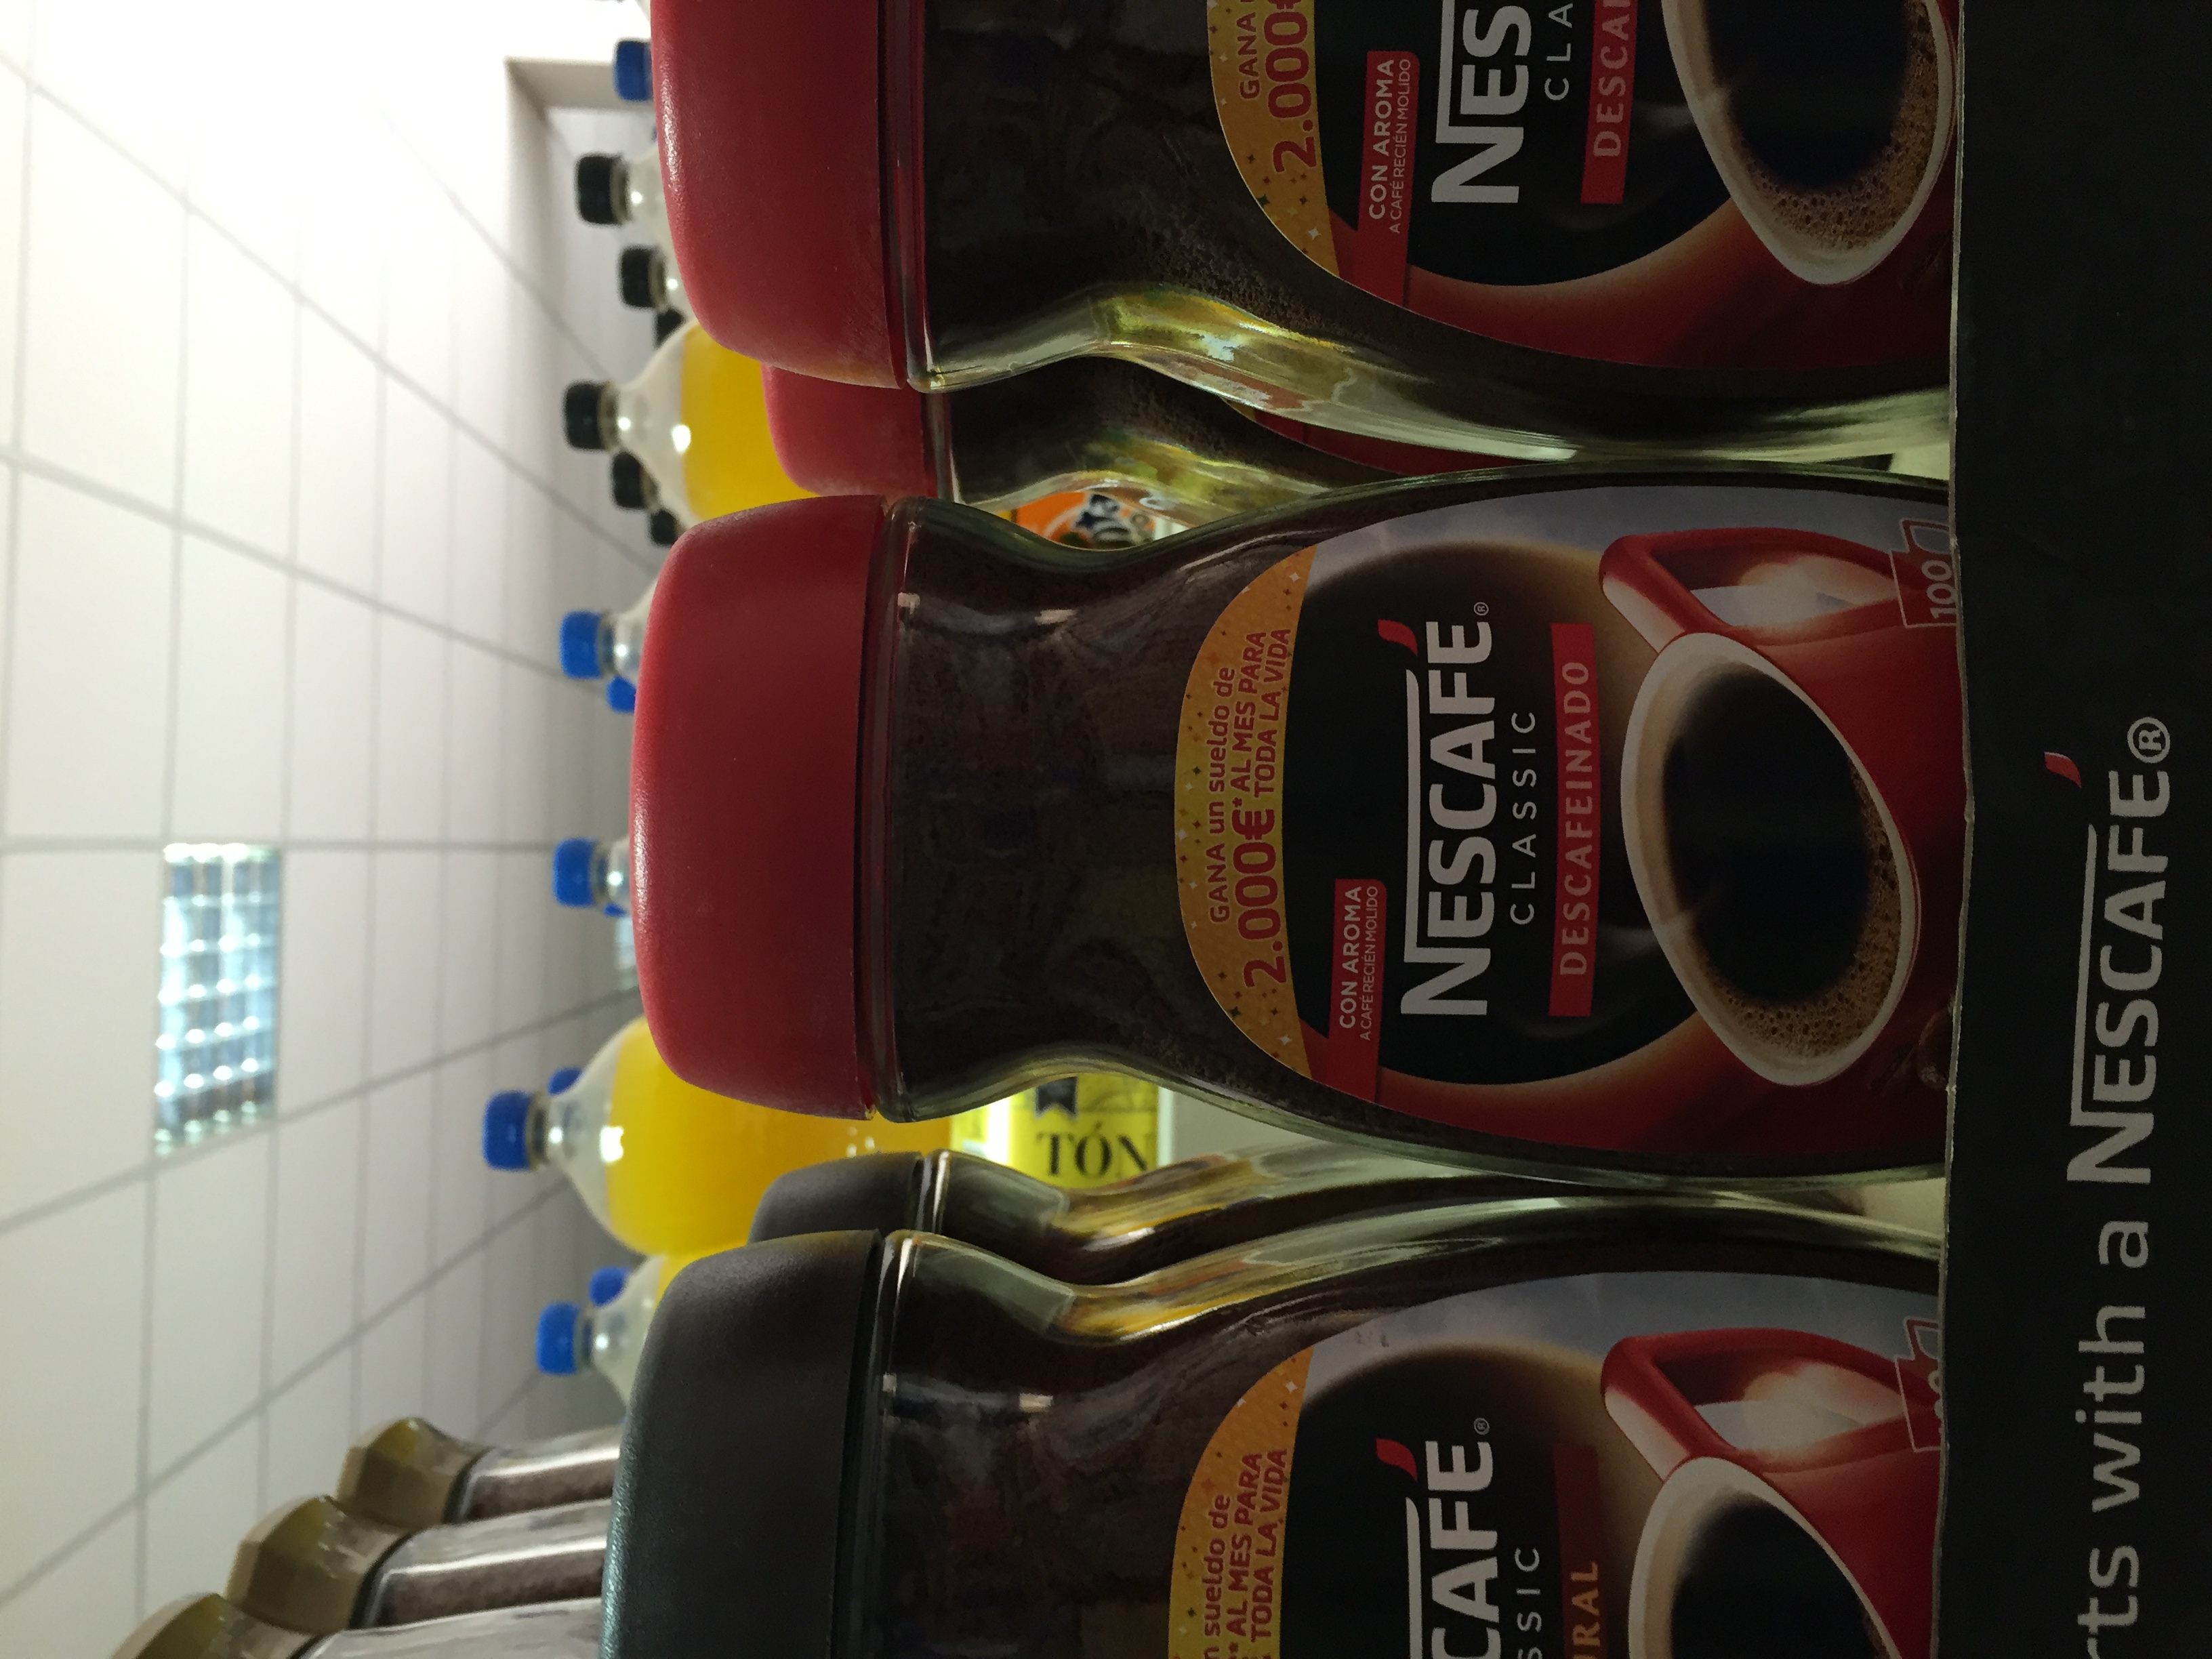 n sueldo de
** AL MES PARA
€ TODA LA VIDA
CAFÉ®
SSIC
URAL
TÓN
GANA un sueldo de
2.000€* AL MES PARA
TODA LA VIDA
CON AROMA
A CAFÉ RECIÉN MOLIDO
NESCAFÉ®
CLASSIC
DESCAFEINADO
100
GANA
2.000€
CON AROMA
A CAFÉ RECIÉN MOLIDO
NES
CLA
DESCA
rts with a NESCAFÉ®